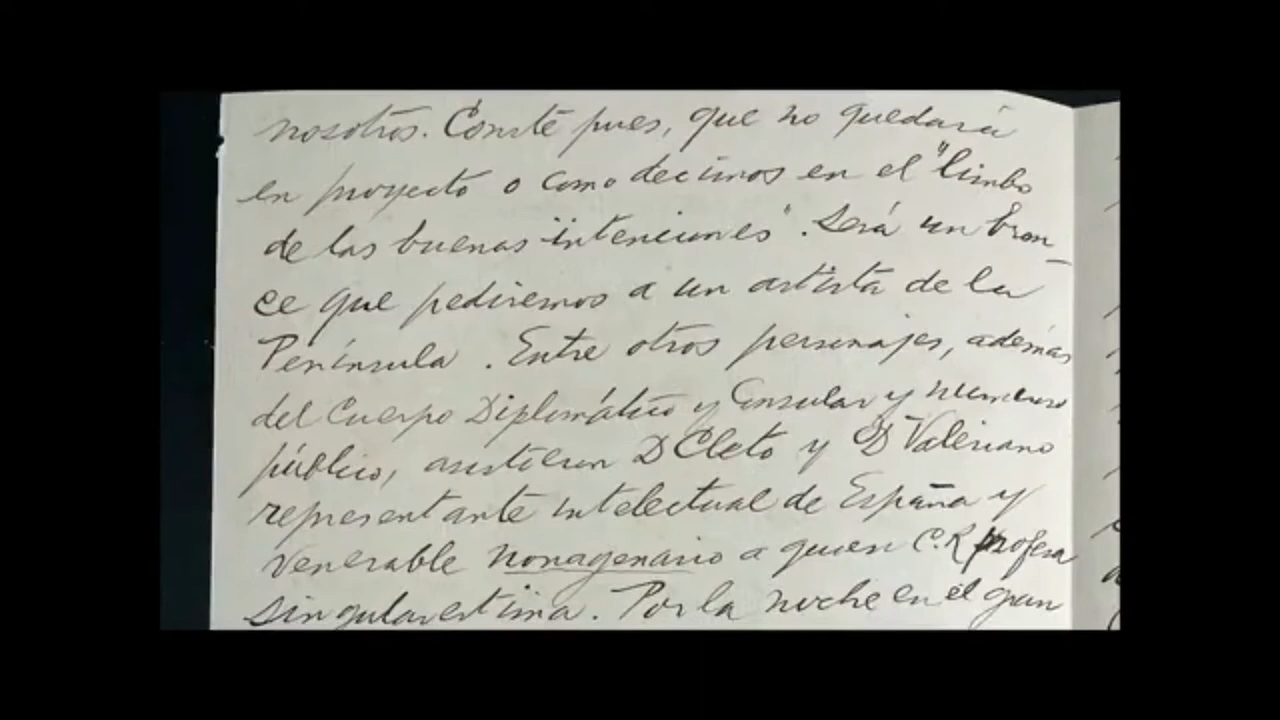 nosotros. Conste pues, que no quedará
en proyecto o como decimos en el "limbo
de las buenas intenciones". Será un bron-
ce que pediremos a un artista de la
Península. Entre otros personajes, además
del Cuerpo Diplomático y Consular y numeroso
público, asistieron D Cleto y D Valeriano
representante intelectual de España y
venerable nonagenario a quien C.R profesa
singular estima. Por la noche en el gran